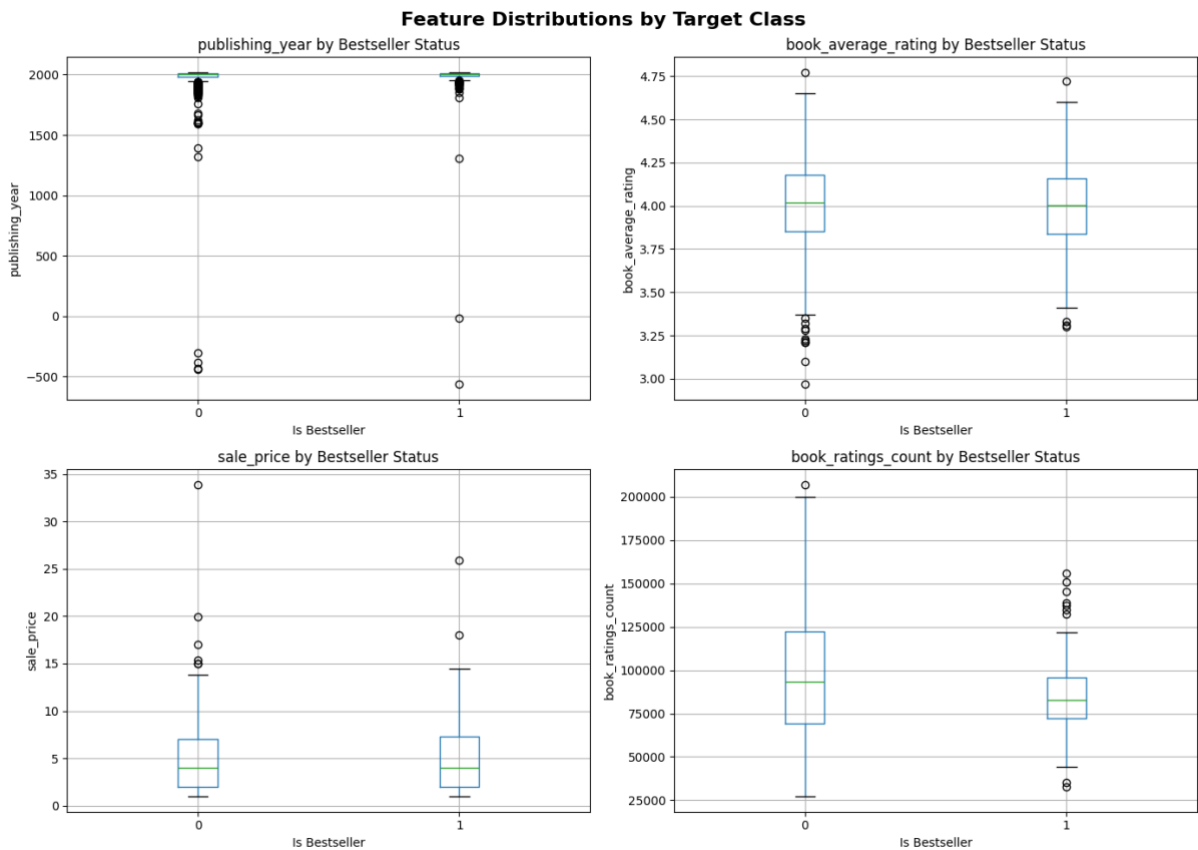 Feature Distributions by Target Class
publishing_year by Bestseller Status
2000
1500
1000
500
0
−500
publishing_year
0
1
Is Bestseller
book_average_rating by Bestseller Status
4.75
4.50
4.25
4.00
3.75
3.50
3.25
3.00
book_average_rating
0
1
Is Bestseller
sale_price by Bestseller Status
35
30
25
20
15
10
5
0
sale_price
0
1
Is Bestseller
book_ratings_count by Bestseller Status
200000
175000
150000
125000
100000
75000
50000
25000
book_ratings_count
0
1
Is Bestseller